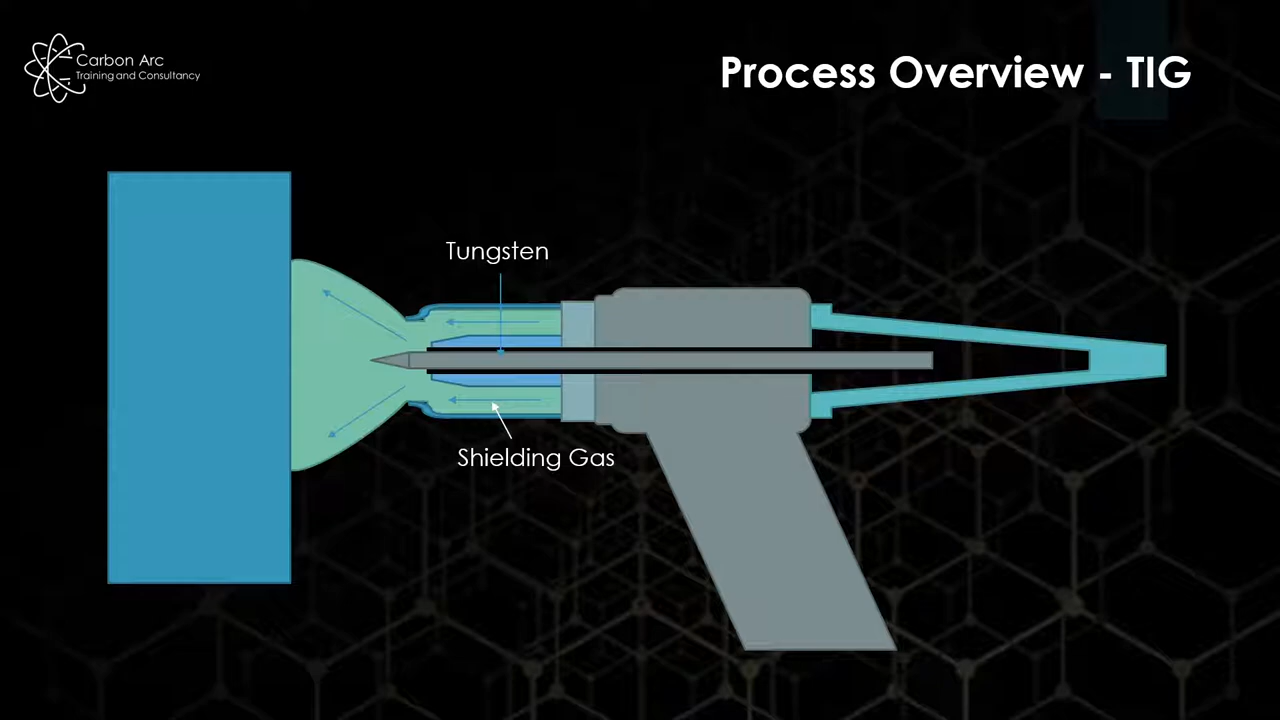 Carbon Arc
Training and Consultancy
Process Overview - TIG
Tungsten
Shielding Gas